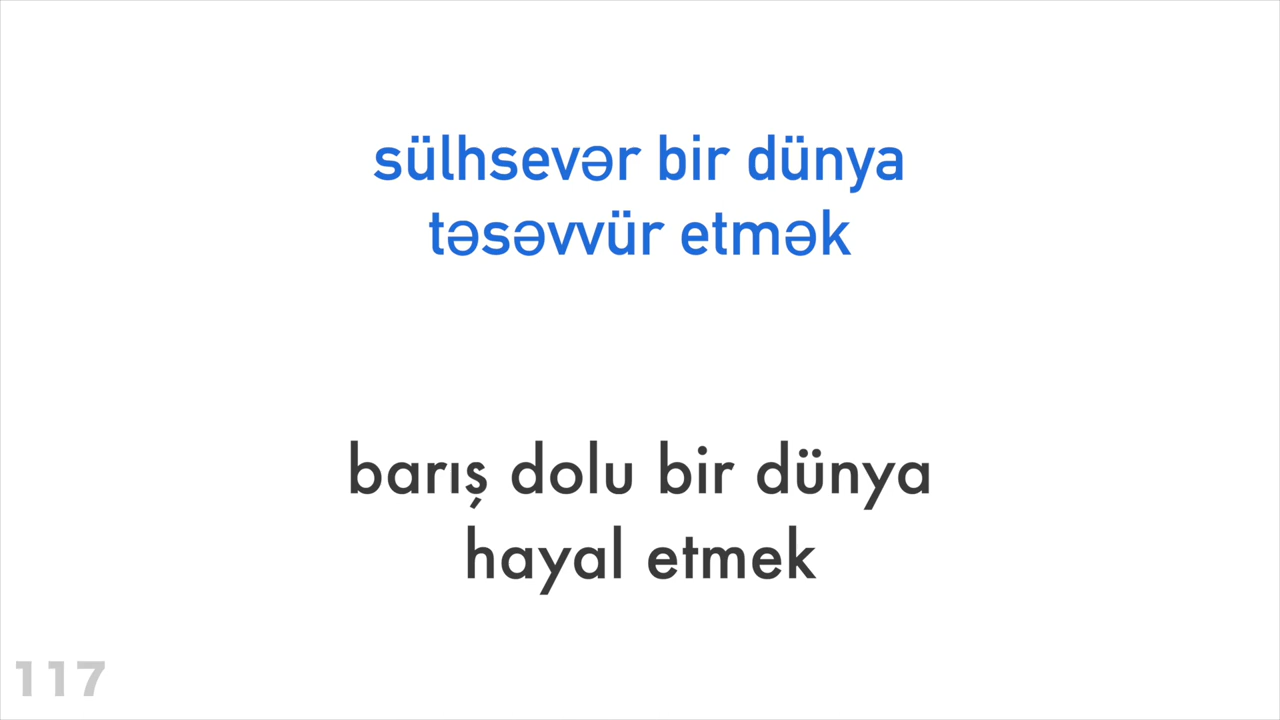 sülhsevər bir dünya
təsəvvür etmək
barış dolu bir dünya
hayal etmek
117